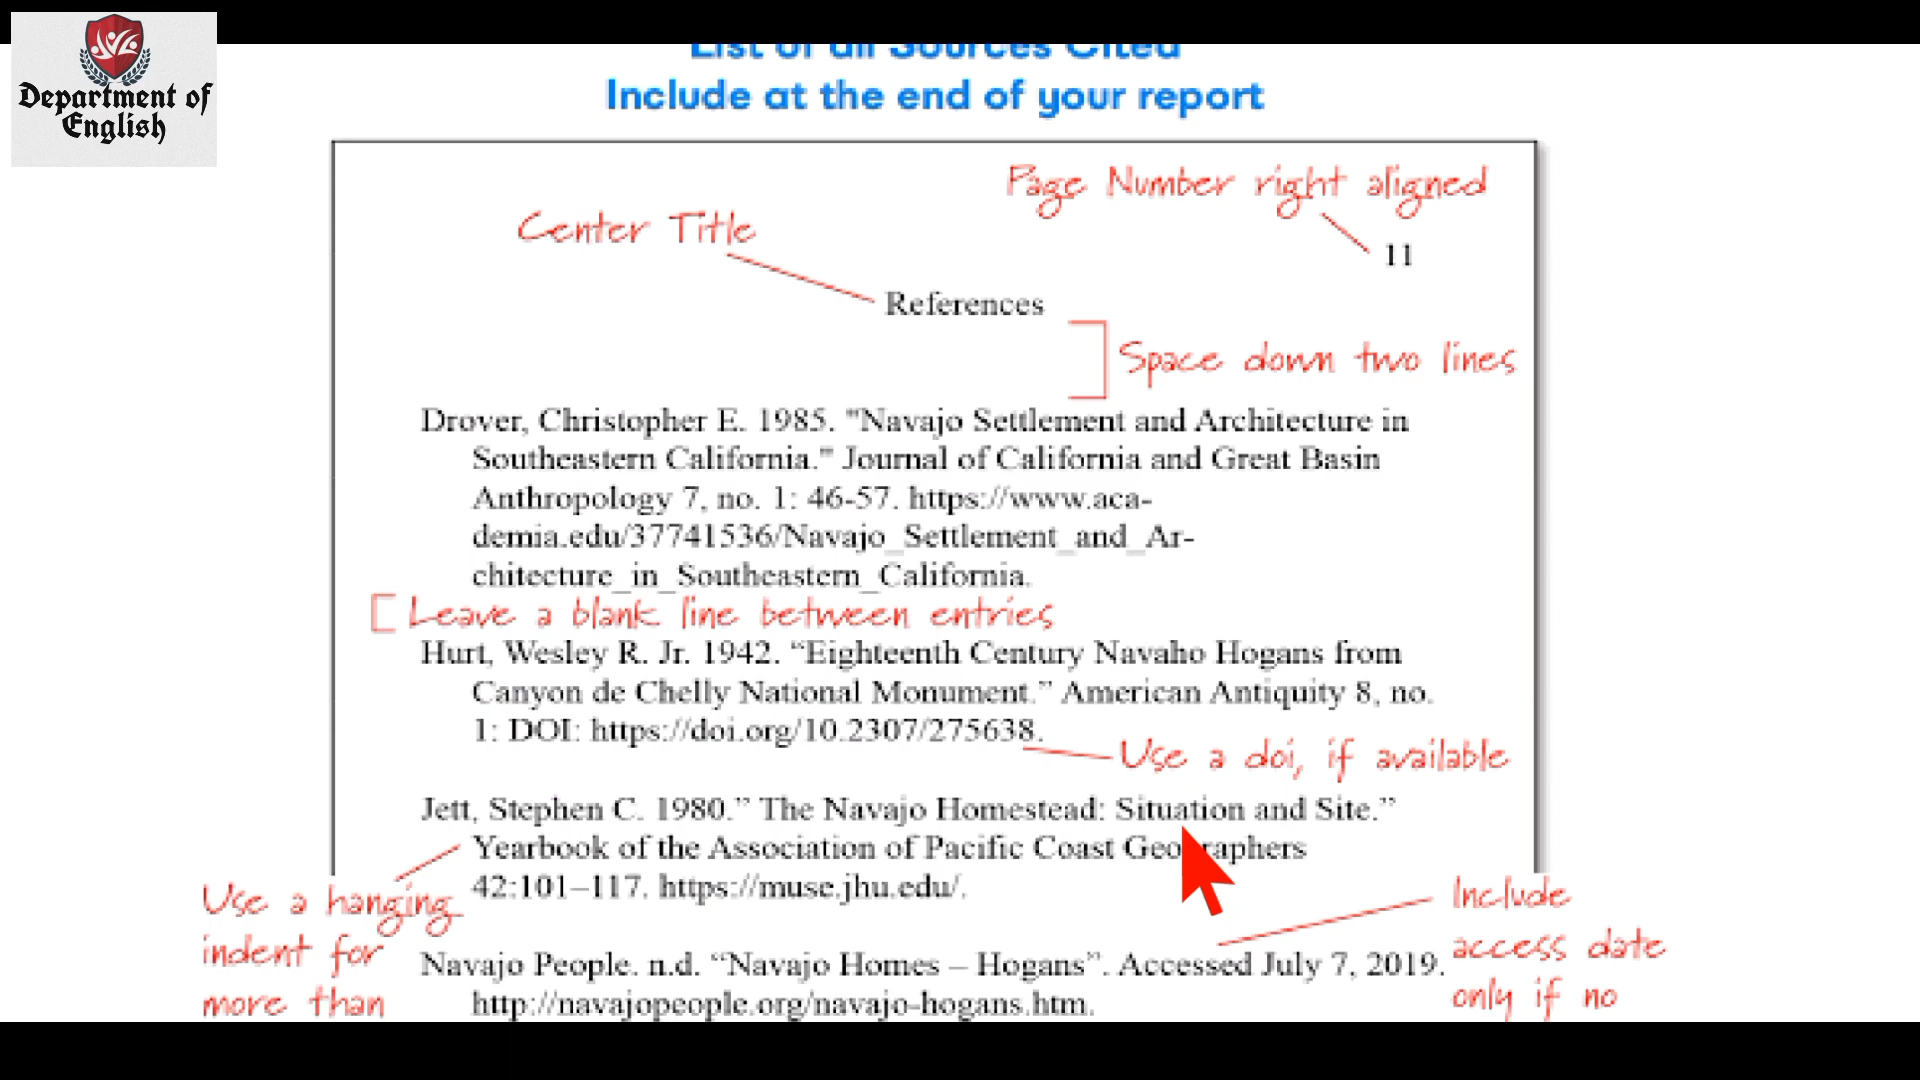 Department of
English
List of all Sources Cited
Include at the end of your report
Page Number right aligned
Center Title
11
References
Space down two lines
Drover, Christopher E. 1985. "Navajo Settlement and Architecture in
Southeastern California." Journal of California and Great Basin
Anthropology 7, no. 1: 46-57. https://www.aca-
demia.edu/37741536/Navajo_Settlement_and_Ar-
chitecture_in_Southeastern_California.
Leave a blank line between entries
Hurt, Wesley R. Jr. 1942. “Eighteenth Century Navaho Hogans from
Canyon de Chelly National Monument.” American Antiquity 8, no.
1: DOI: https://doi.org/10.2307/275638.
Use a doi, if available
Jett, Stephen C. 1980.” The Navajo Homestead: Situation and Site.”
Yearbook of the Association of Pacific Coast Geographers
42:101–117. https://muse.jhu.edu/.
Use a hanging
indent for
more than
Include
access date
only if no
Navajo People. n.d. “Navajo Homes – Hogans”. Accessed July 7, 2019.
http://navajopeople.org/navajo-hogans.htm.